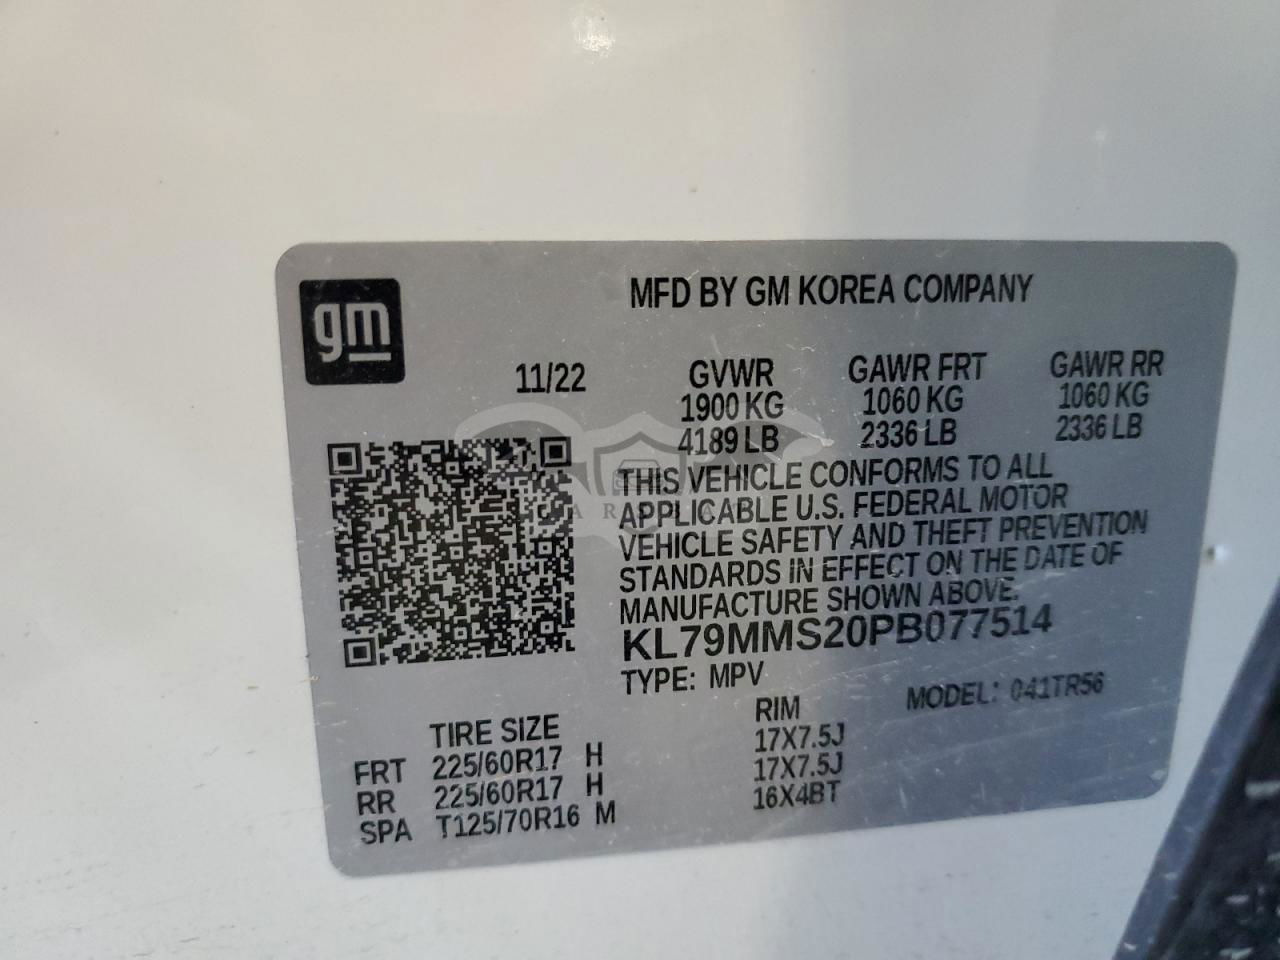 gm
MFD BY GM KOREA COMPANY
11/22 GVWR GAWR FRT GAWR RR
1900 KG 1060 KG 1060 KG
4189 LB 2336 LB 2336 LB
THIS VEHICLE CONFORMS TO ALL
APPLICABLE U.S. FEDERAL MOTOR
VEHICLE SAFETY AND THEFT PREVENTION
STANDARDS IN EFFECT ON THE DATE OF
MANUFACTURE SHOWN ABOVE.
KL79MMS20PB077514
TYPE: MPV MODEL: 041TR56
TIRE SIZE RIM
FRT 225/60R17 H 17X7.5J
RR 225/60R17 H 17X7.5J
SPA T125/70R16 M 16X4BT